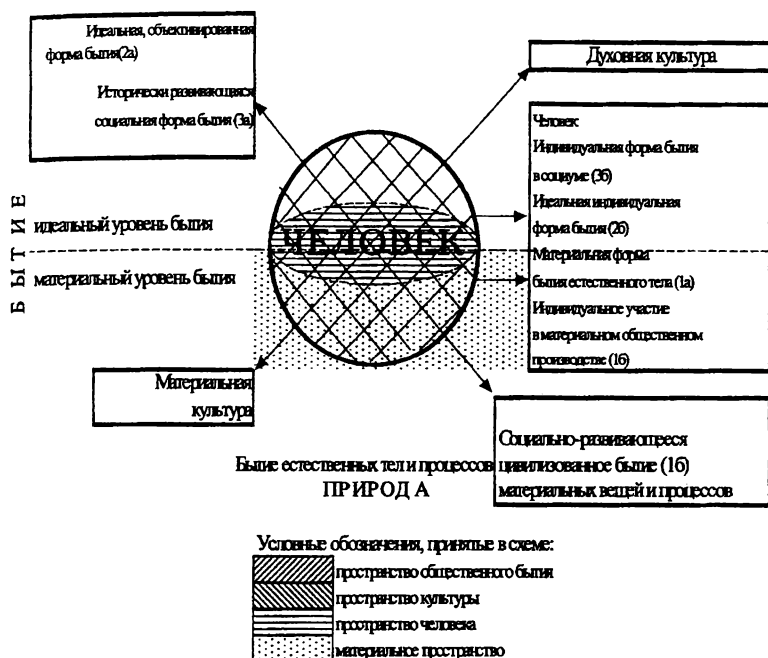 Идеальная, объективированная
форма бытия(2а)
Исторически развивающаяся
социальная форма бытия (3а)
Духовная культура
Человек
Индивидуальная форма бытия
в социуме (3б)
Идеальная индивидуальная
форма бытия (2б)
Материальная форма
бытия естественного тела (1а)
Индивидуальное участие
в материальном общественном
производстве (1б)
БЫТИЕ
идеальный уровень бытия
материальный уровень бытия
ЧЕЛОВЕК
Материальная
культура
Социально-развивающееся
цивилизованное бытие (1б)
материальных вещей и процессов
Бытие естественных тел и процессов
ПРИРОДА
Условные обозначения, принятые в схеме:
пространство общественного бытия
пространство культуры
пространство человека
материальное пространство